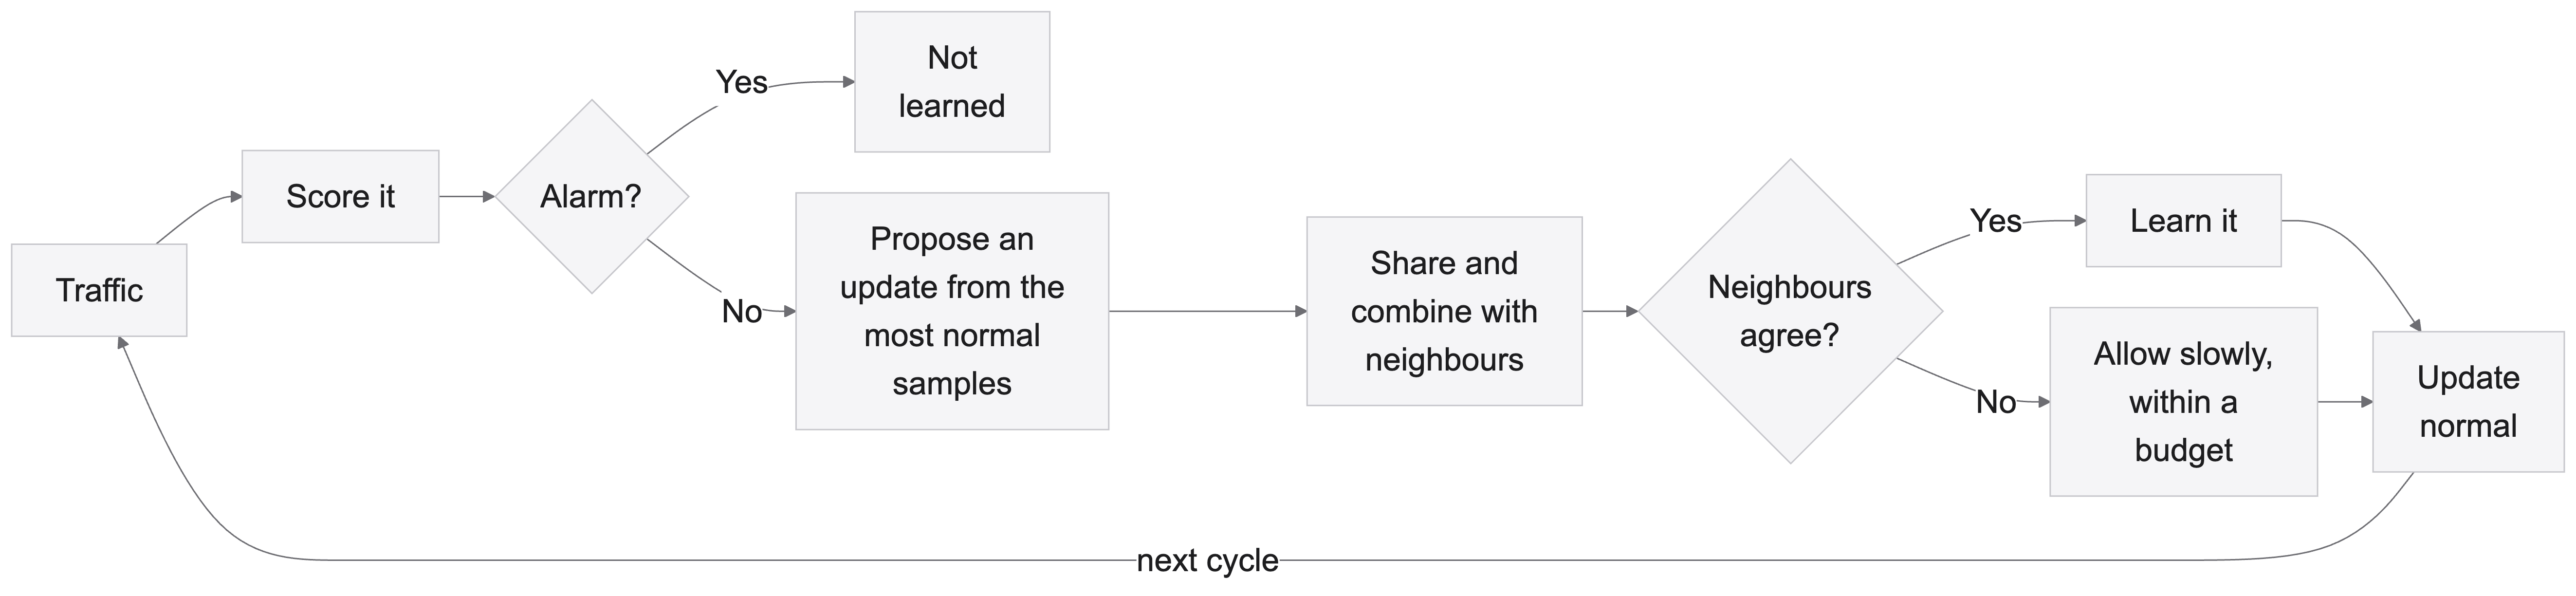 Traffic
Score it
Alarm?
Yes
Not
learned
No
Propose an
update from the
most normal
samples
Share and
combine with
neighbours
Neighbours
agree?
Yes
Learn it
No
Allow slowly,
within a
budget
Update
normal
next cycle